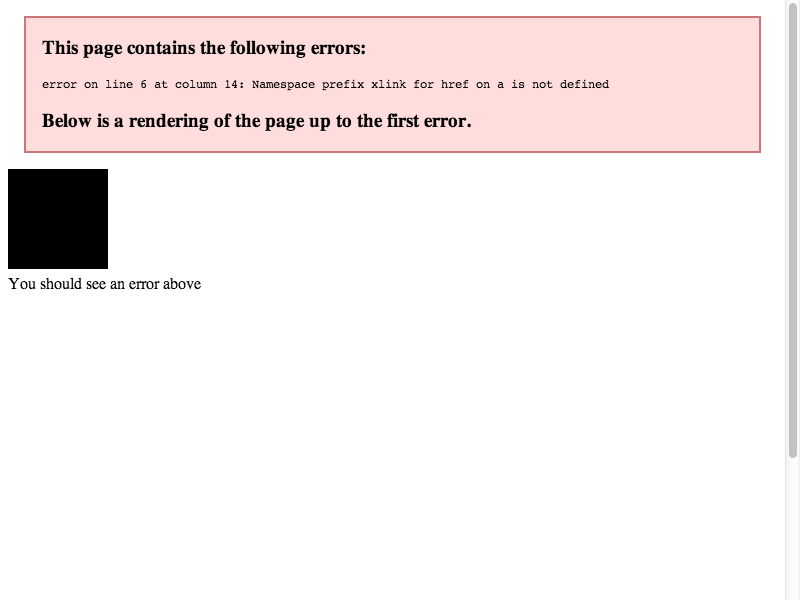 This page contains the following errors:
error on line 6 at column 14: Namespace prefix xlink for href on a is not defined
Below is a rendering of the page up to the first error.
You should see an error above